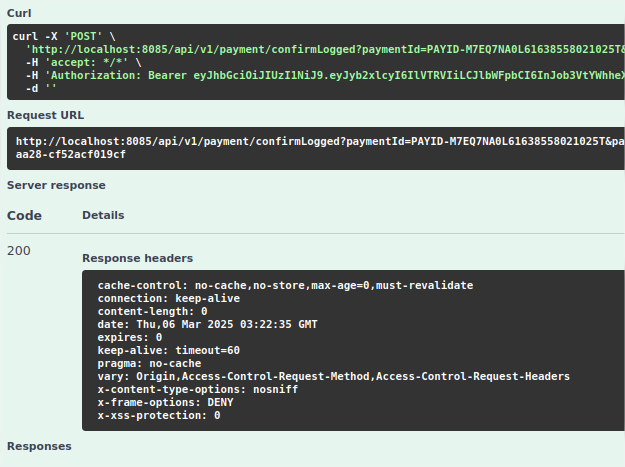 Curl
curl -X 'POST' \
'http://localhost:8085/api/v1/payment/confirmLogged?paymentId=PAYID-M7EQ7NA0L61638558021025T&
-H 'accept: */*' \
-H 'Authorization: Bearer eyJhbGciOiJIUzI1NiJ9.eyJyb2xlcyI6IlVTRVIiLCJlbWFpbCI6InJob3VtYWhheX
-d ''
Request URL
http://localhost:8085/api/v1/payment/confirmLogged?paymentId=PAYID-M7EQ7NA0L61638558021025T&pa
aa28-cf52acf019cf
Server response
Code Details
200
Response headers
cache-control: no-cache,no-store,max-age=0,must-revalidate
connection: keep-alive
content-length: 0
date: Thu,06 Mar 2025 03:22:35 GMT
expires: 0
keep-alive: timeout=60
pragma: no-cache
vary: Origin,Access-Control-Request-Method,Access-Control-Request-Headers
x-content-type-options: nosniff
x-frame-options: DENY
x-xss-protection: 0
Responses